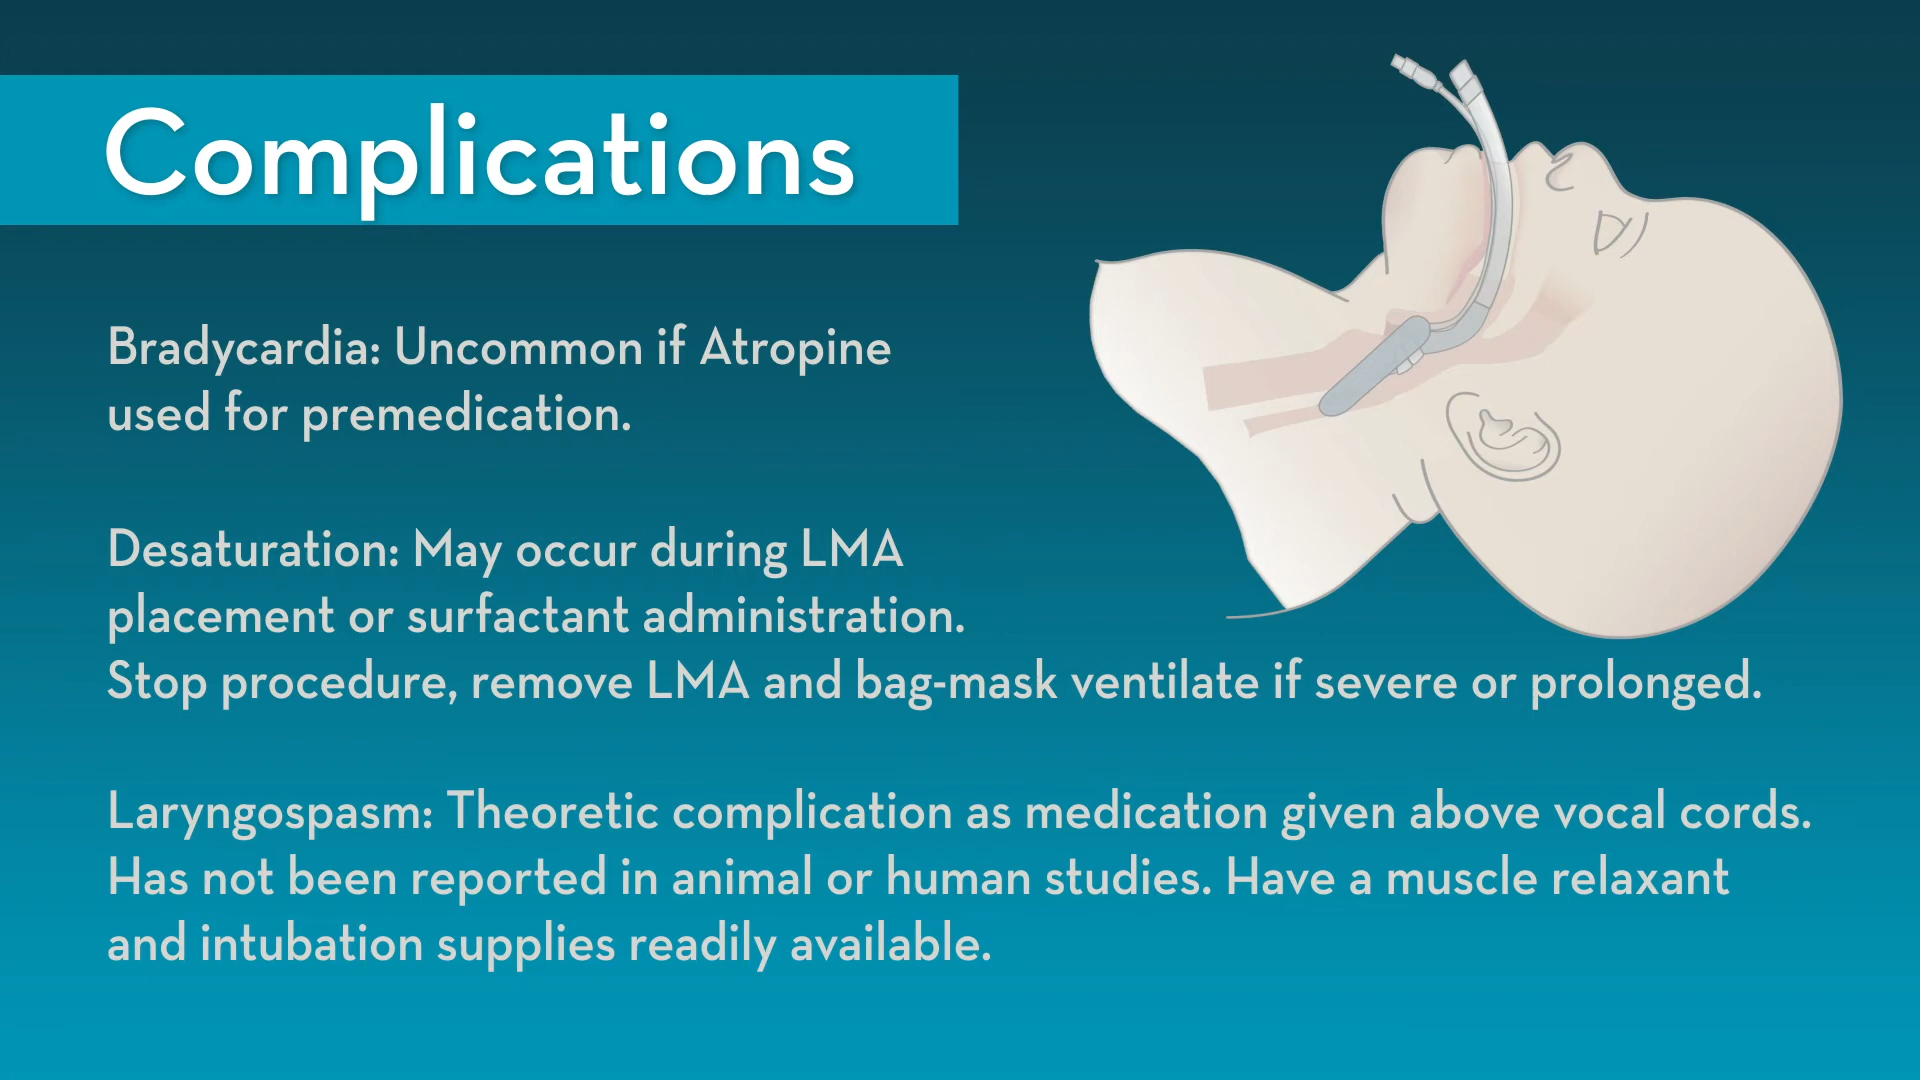 Complications
Bradycardia: Uncommon if Atropine
used for premedication.
Desaturation: May occur during LMA
placement or surfactant administration.
Stop procedure, remove LMA and bag-mask ventilate if severe or prolonged.
Laryngospasm: Theoretic complication as medication given above vocal cords.
Has not been reported in animal or human studies. Have a muscle relaxant
and intubation supplies readily available.